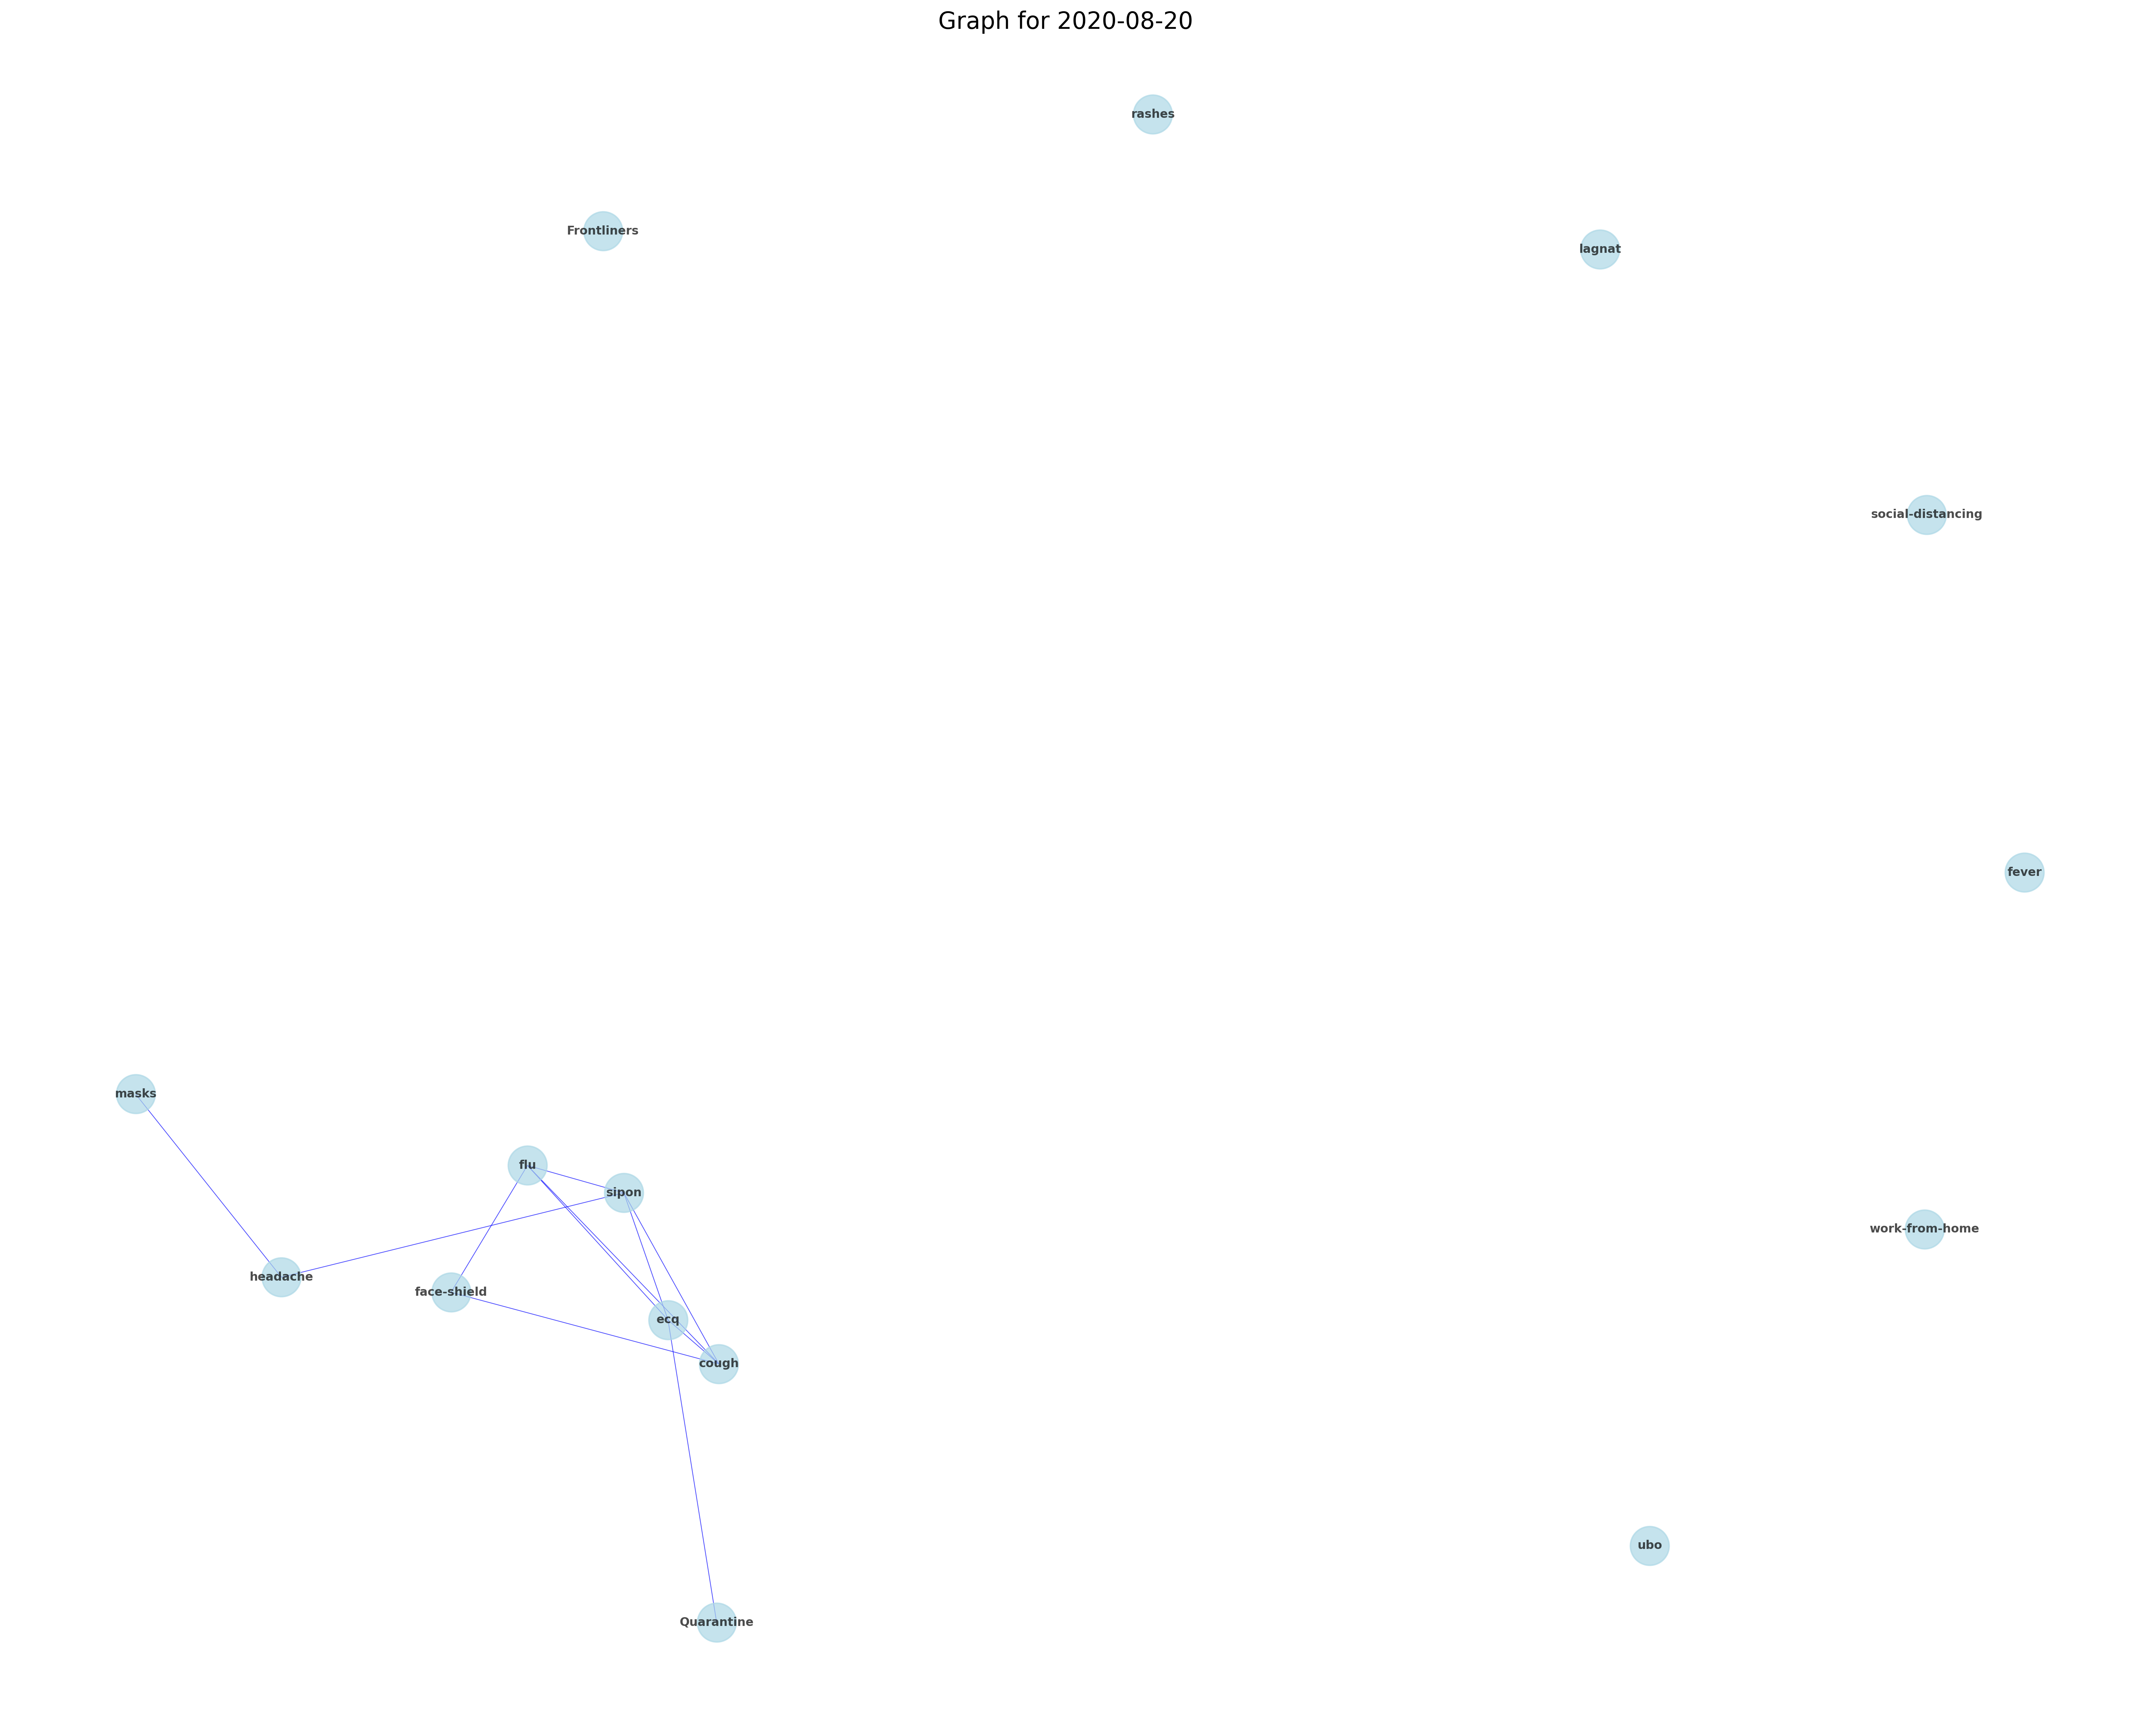 Graph for 2020-08-20
rashes
Frontliners
lagnat
social-distancing
fever
masks
flu
sipon
work-from-home
headache
face-shield
ecq
cough
ubo
Quarantine